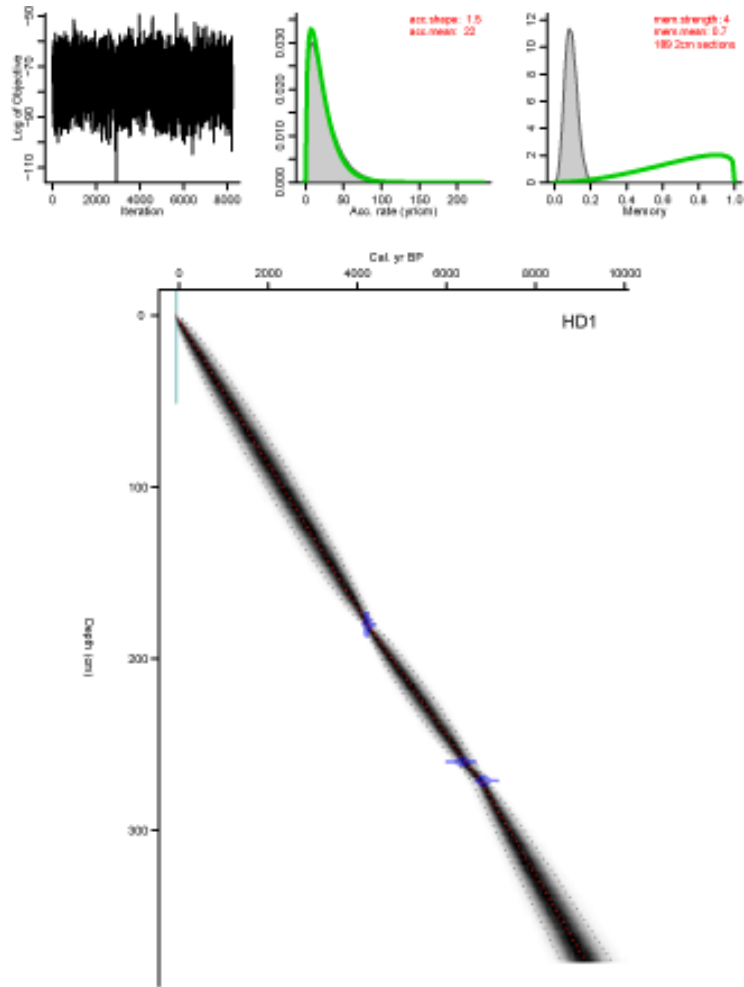 -50
-70
-90
-110
Log of Objective
0 2000 4000 6000 8000
Iteration
acc.shape: 1.5
acc.mean: 22
0.030
0.020
0.010
0.000
0 50 100 150 200
Acc. rate (yr/cm)
mem.strength: 4
mem.mean: 0.7
189 2cm sections
12
10
8
6
4
2
0
0.0 0.2 0.4 0.6 0.8 1.0
Memory
Cal. yr BP
0 2000 4000 6000 8000 10000
HD1
0
100
200
300
Depth (cm)